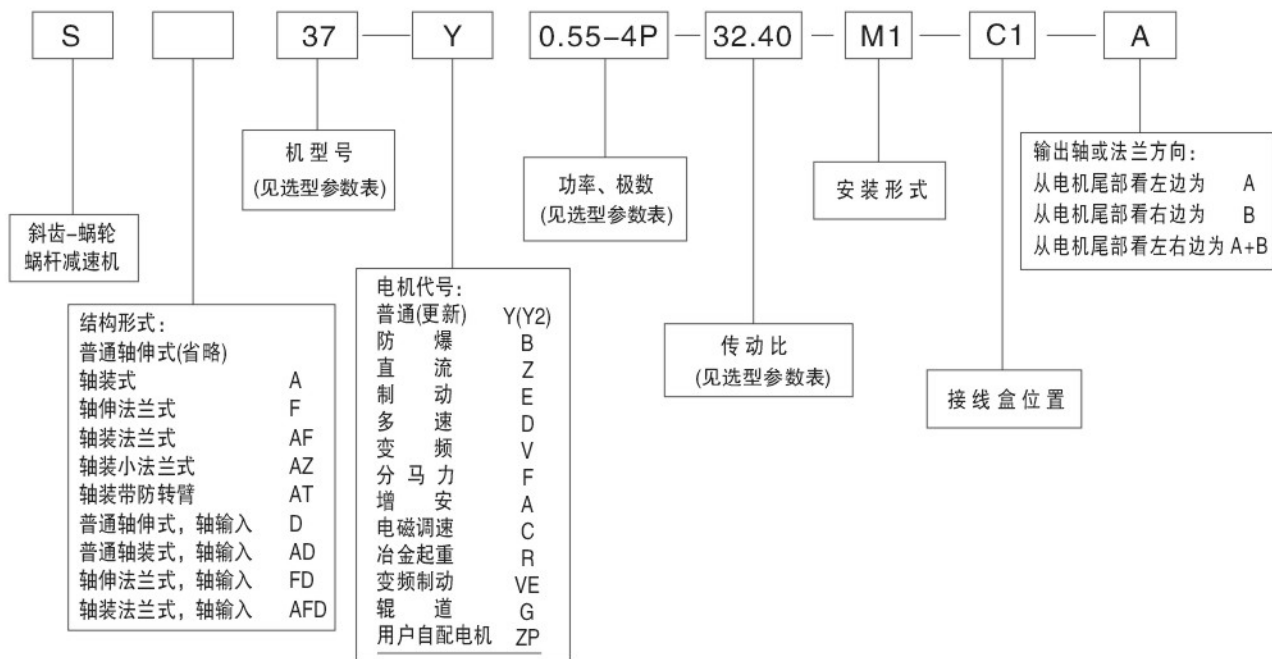 S 37 — Y 0.55-4P — 32.40 — M1 — C1 — A
斜齿-蜗轮
蜗杆减速机
结构形式：
普通轴伸式(省略)
轴装式 A
轴伸法兰式 F
轴装法兰式 AF
轴装小法兰式 AZ
轴装带防转臂 AT
普通轴伸式，轴输入 D
普通轴装式，轴输入 AD
轴伸法兰式，轴输入 FD
轴装法兰式，轴输入 AFD
机型号
(见选型参数表)
电机代号：
普通(更新) Y(Y2)
防爆 B
直流 Z
制动 E
多速 D
变频 V
分马力 F
增安 A
电磁调速 C
冶金起重 R
变频制动 VE
辊道 G
用户自配电机 ZP
功率、极数
(见选型参数表)
传动比
(见选型参数表)
安装形式
接线盒位置
输出轴或法兰方向：
从电机尾部看左边为 A
从电机尾部看右边为 B
从电机尾部看左右边为 A+B